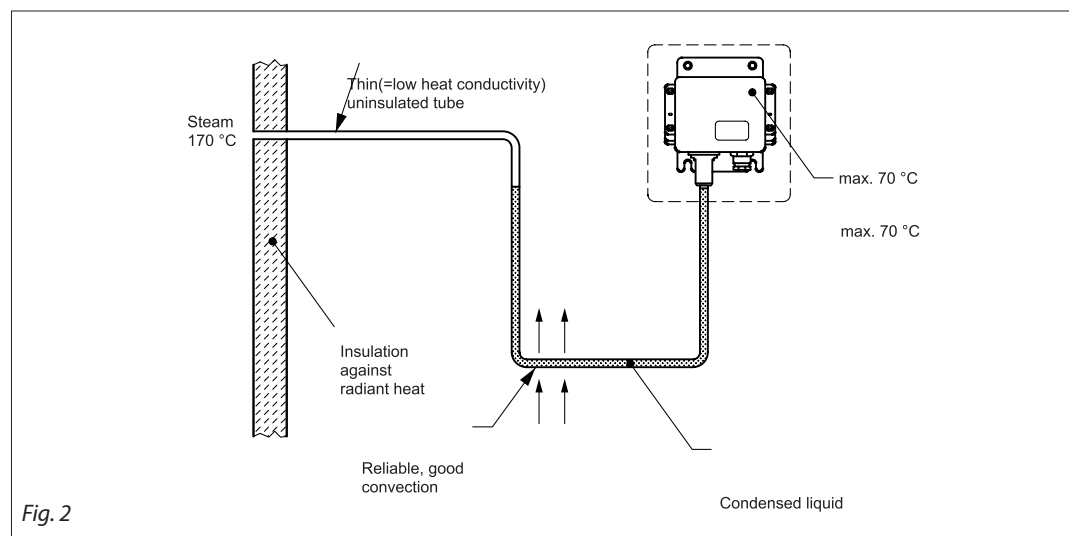 Thin(=low heat conductivity)
uninsulated tube
Steam
170 °C
max. 70 °C
max. 70 °C
Insulation
against
radiant heat
Reliable, good
convection
Condensed liquid
Fig. 2